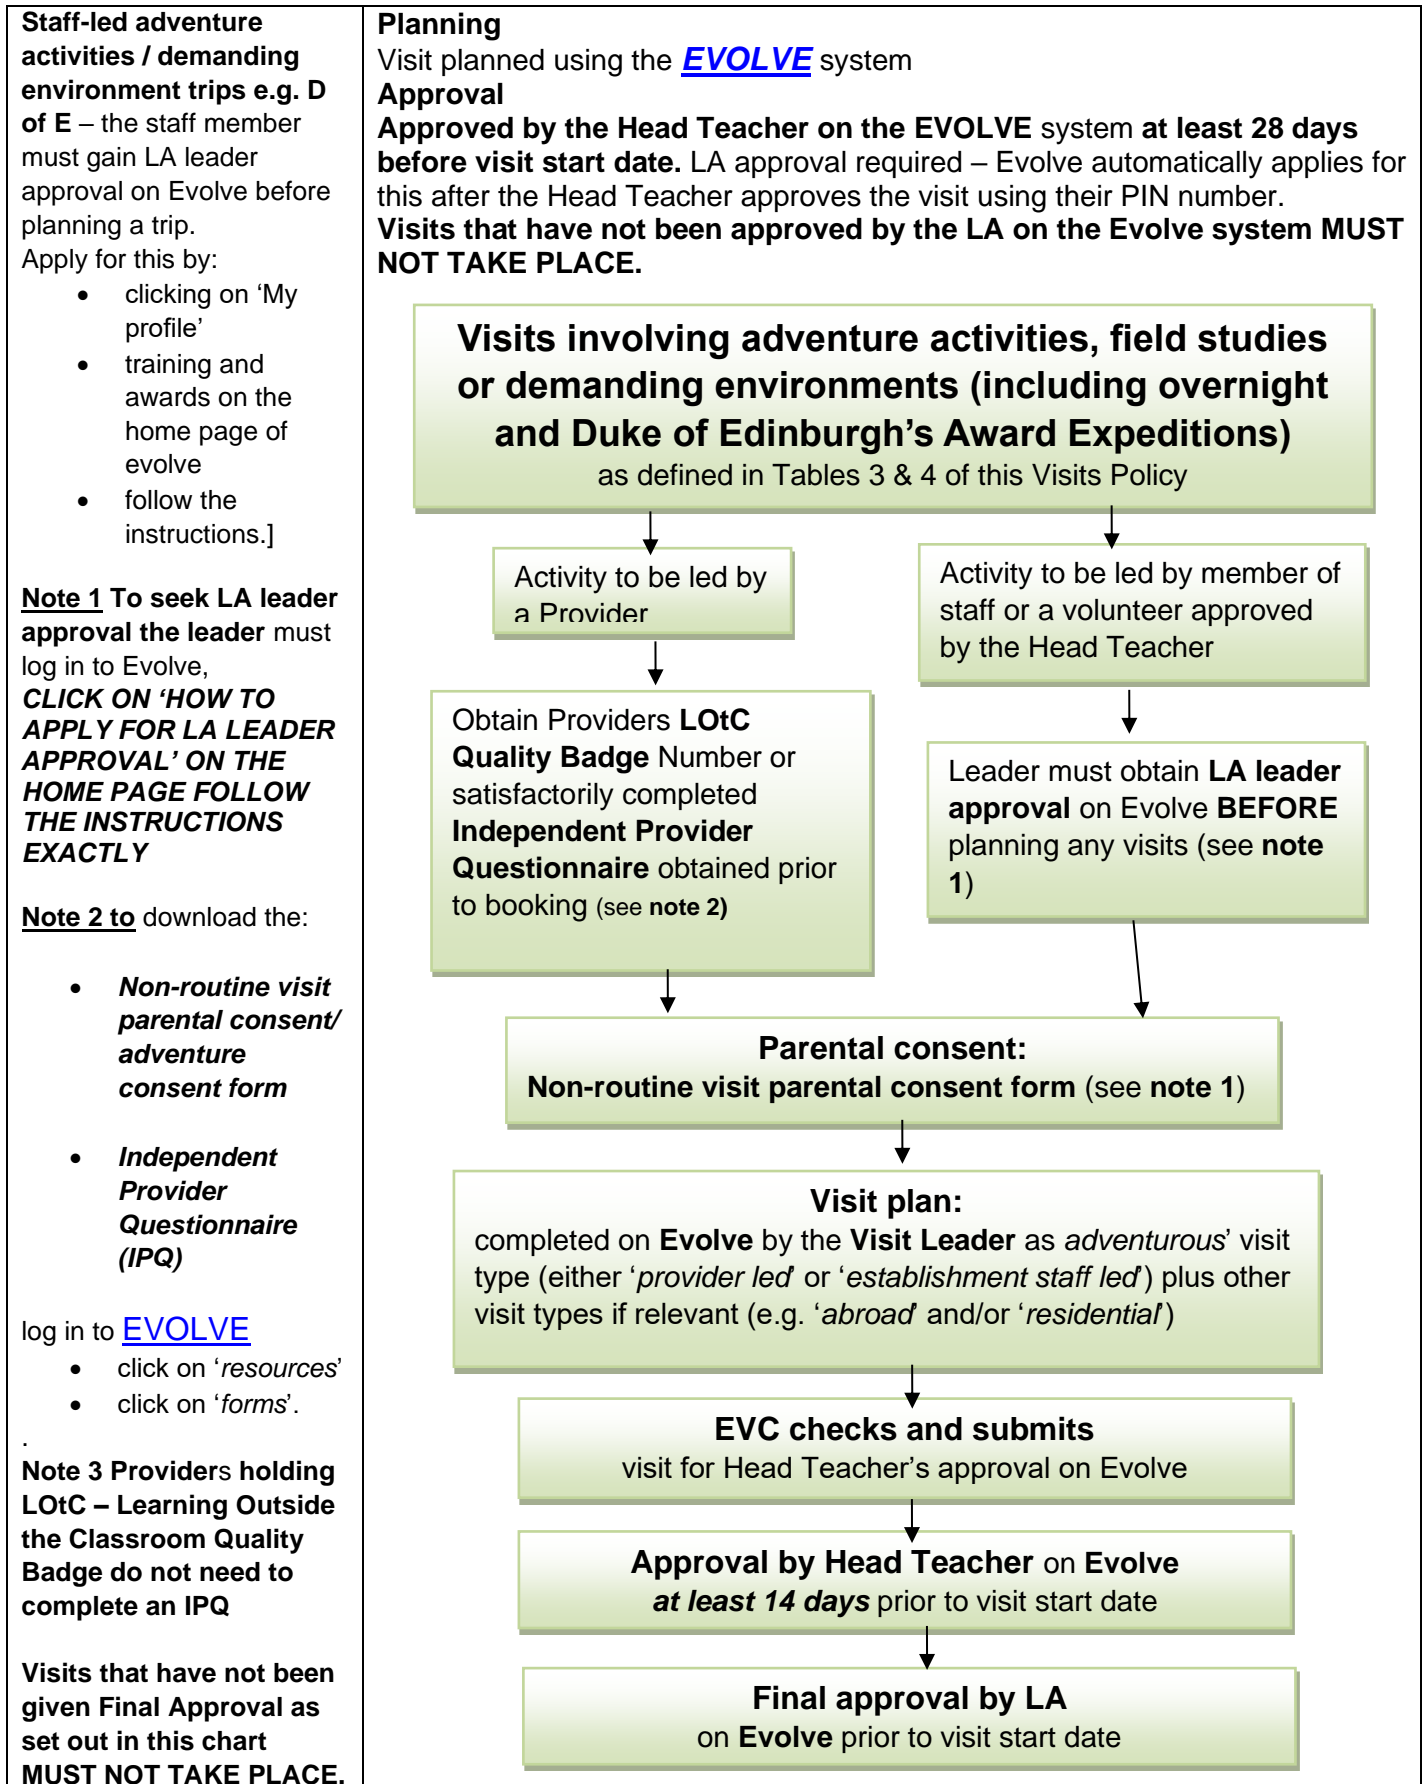 Staff-led adventure
activities / demanding
environment trips e.g. D
of E – the staff member
must gain LA leader
approval on Evolve before
planning a trip.
Apply for this by:
• clicking on ‘My
profile’
• training and
awards on the
home page of
evolve
• follow the
instructions.]
Note 1 To seek LA leader
approval the leader must
log in to Evolve,
CLICK ON ‘HOW TO
APPLY FOR LA LEADER
APPROVAL’ ON THE
HOME PAGE FOLLOW
THE INSTRUCTIONS
EXACTLY
Note 2 to download the:
• Non-routine visit
parental consent/
adventure
consent form
• Independent
Provider
Questionnaire
(IPQ)
log in to EVOLVE
• click on ‘resources’
• click on ‘forms’.
.
Note 3 Providers holding
LOtC – Learning Outside
the Classroom Quality
Badge do not need to
complete an IPQ
Visits that have not been
given Final Approval as
set out in this chart
MUST NOT TAKE PLACE.
Planning
Visit planned using the EVOLVE system
Approval
Approved by the Head Teacher on the EVOLVE system at least 28 days
before visit start date. LA approval required – Evolve automatically applies for
this after the Head Teacher approves the visit using their PIN number.
Visits that have not been approved by the LA on the Evolve system MUST
NOT TAKE PLACE.
Visits involving adventure activities, field studies
or demanding environments (including overnight
and Duke of Edinburgh’s Award Expeditions)
as defined in Tables 3 & 4 of this Visits Policy
Activity to be led by
a Provider
Obtain Providers LOtC
Quality Badge Number or
satisfactorily completed
Independent Provider
Questionnaire obtained prior
to booking (see note 2)
Activity to be led by member of
staff or a volunteer approved
by the Head Teacher
Leader must obtain LA leader
approval on Evolve BEFORE
planning any visits (see note
1)
Parental consent:
Non-routine visit parental consent form (see note 1)
Visit plan:
completed on Evolve by the Visit Leader as adventurous’ visit
type (either ‘provider led’ or ‘establishment staff led’) plus other
visit types if relevant (e.g. ‘abroad’ and/or ‘residential’)
EVC checks and submits
visit for Head Teacher’s approval on Evolve
Approval by Head Teacher on Evolve
at least 14 days prior to visit start date
Final approval by LA
on Evolve prior to visit start date